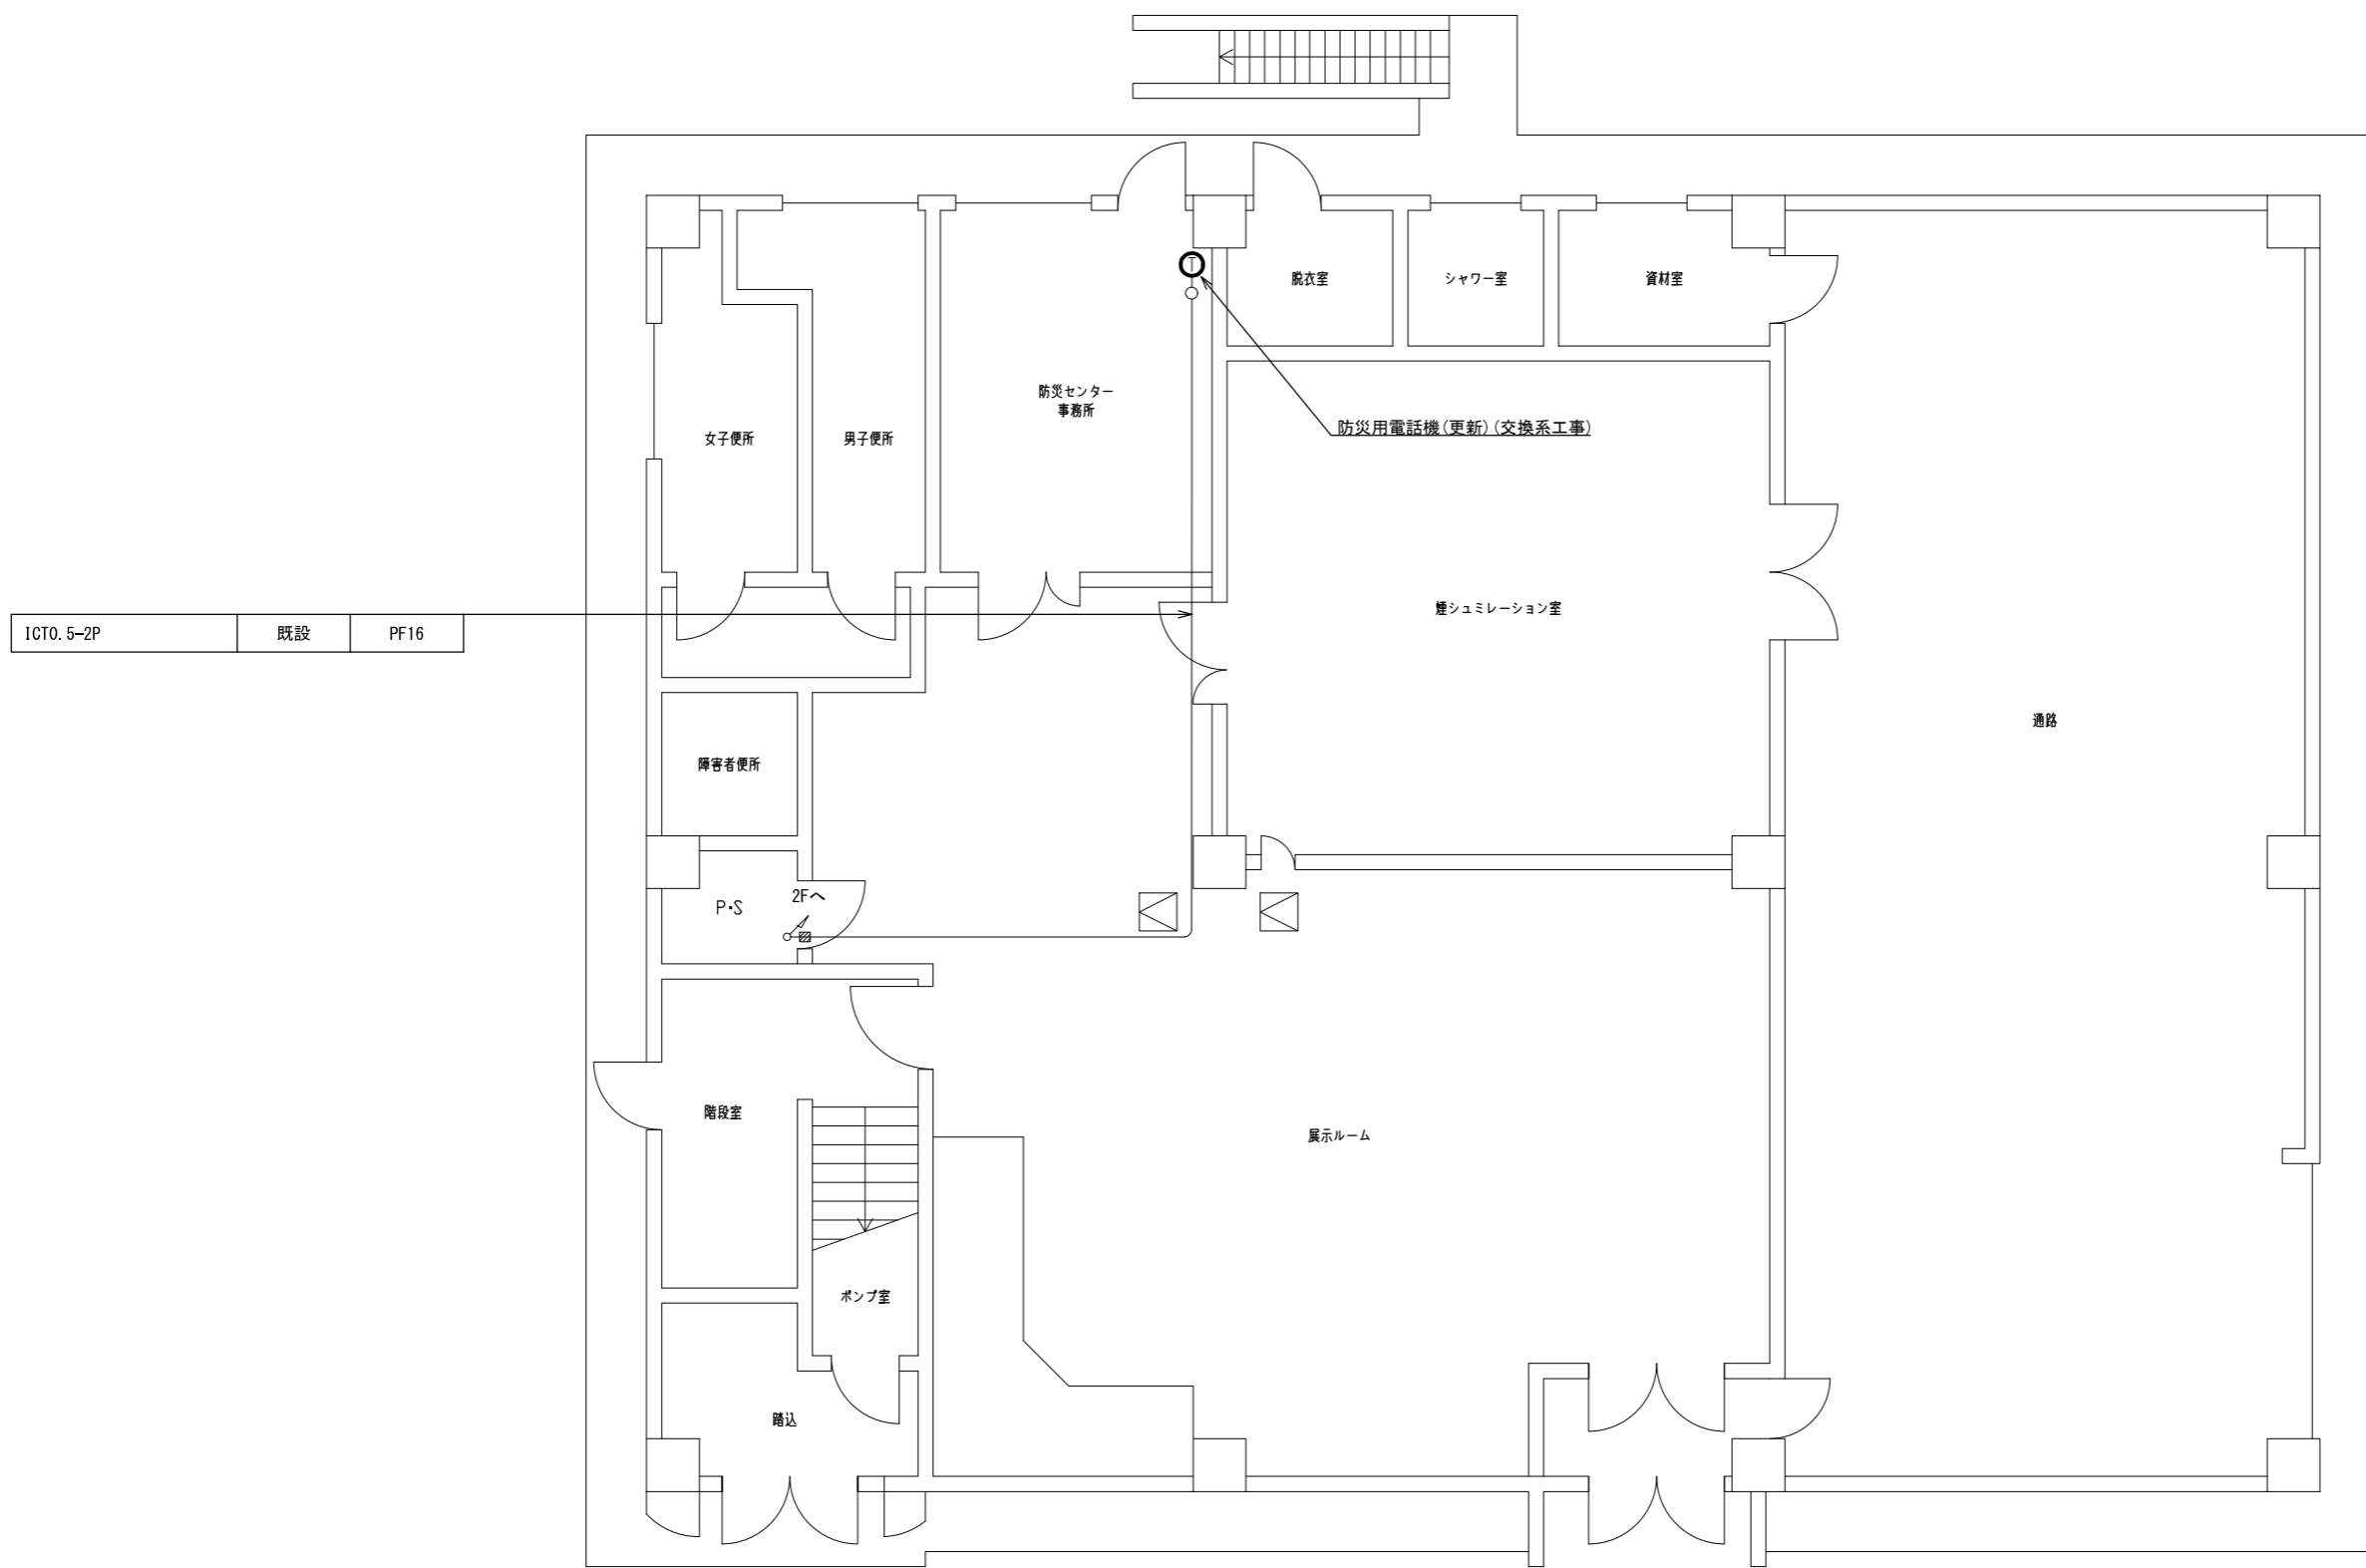 脱衣室
シャワー室
資材室
防災センター
事務所
女子便所
男子便所
防災用電話機(更新)(交換系工事)
煙シュミレーション室
ICT0.5-2P
既設
PF16
通路
障害者便所
2Fへ
P・S
階段室
展示ルーム
ポンプ室
踏込
T